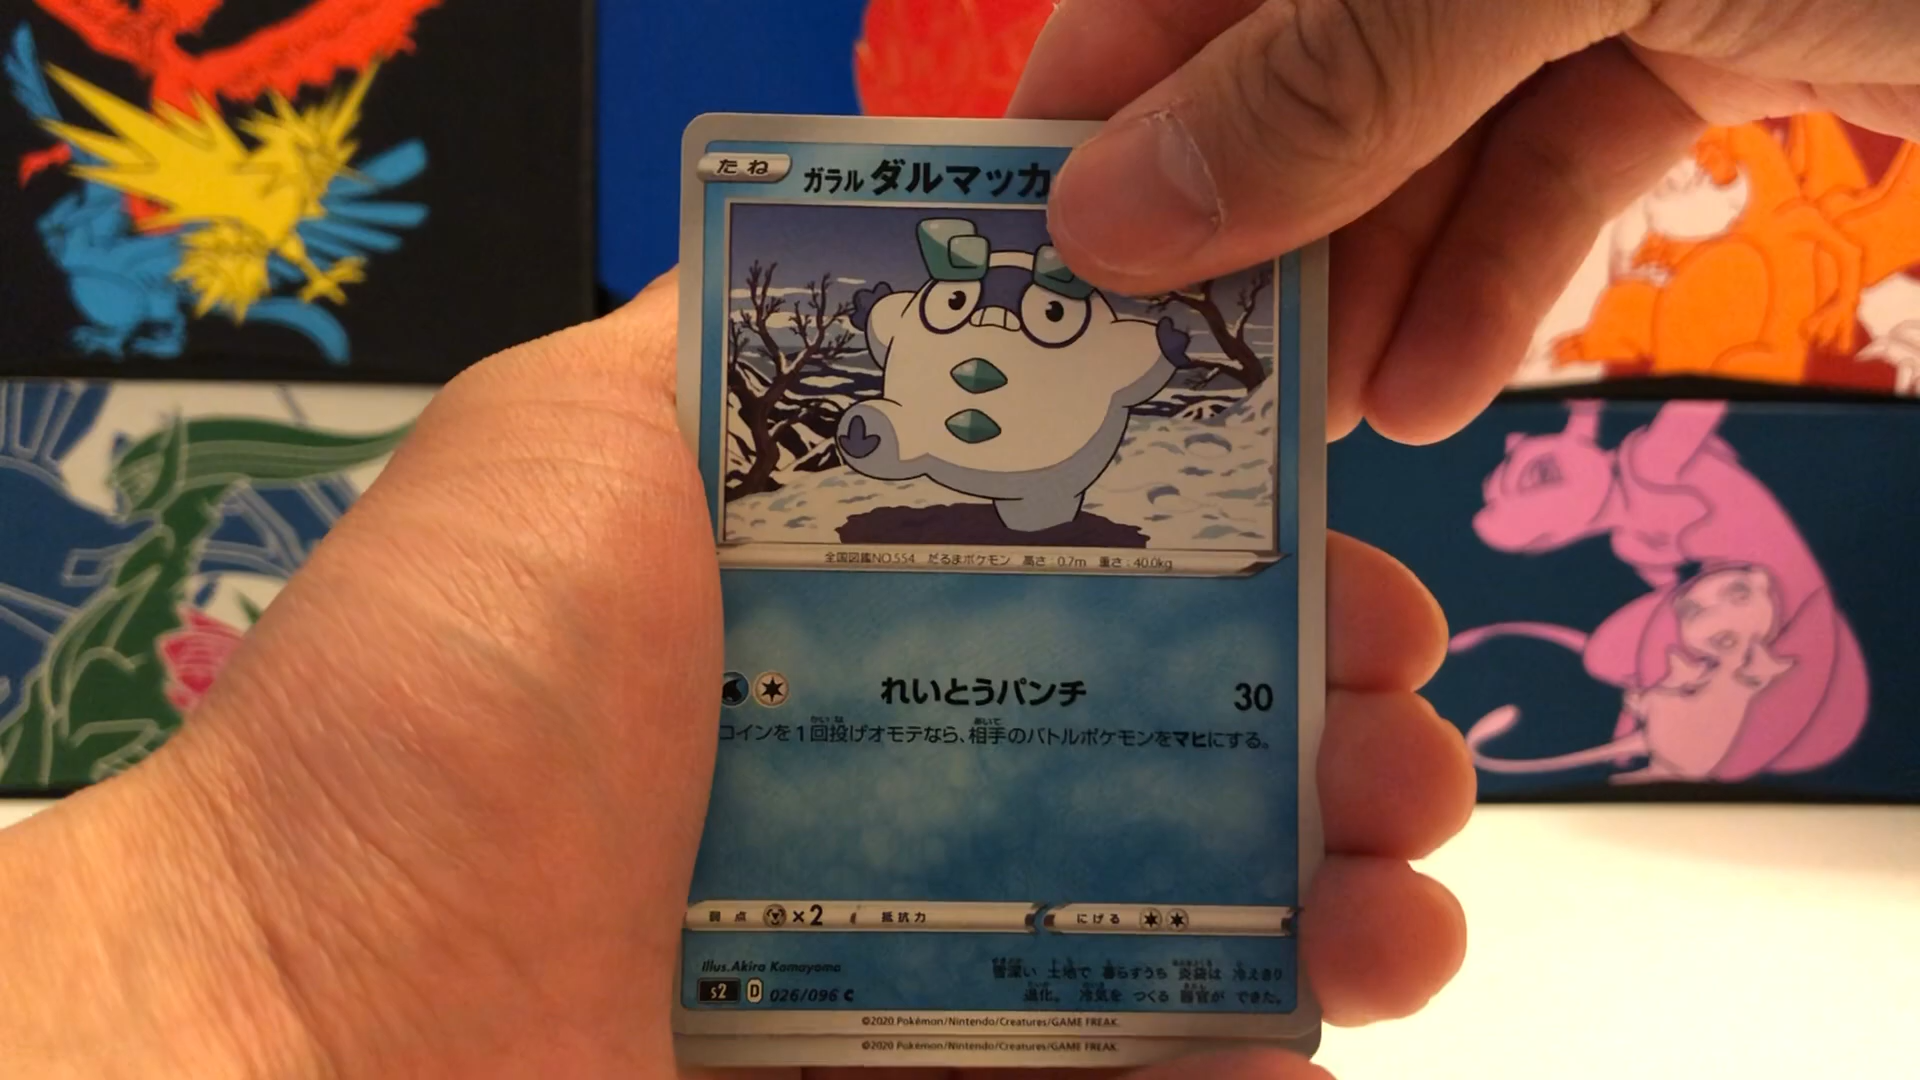 たね ガラル ダルマッカ
全国図鑑NO.554 だるまポケモン 高さ：0.7m 重さ：40.0kg
れいとうパンチ 30
コインを1回投げオモテなら、相手のバトルポケモンをマヒにする。
弱点 ×2 抵抗力 にげる
Illus. Akira Komayama
雪深い 土地で 暮らすうち 炎袋は 冷えきり
退化。 冷気を つくる 器官が できた。
s2 D 026/096 C
©2020 Pokémon/Nintendo/Creatures/GAME FREAK.
©2020 Pokémon/Nintendo/Creatures/GAME FREAK.